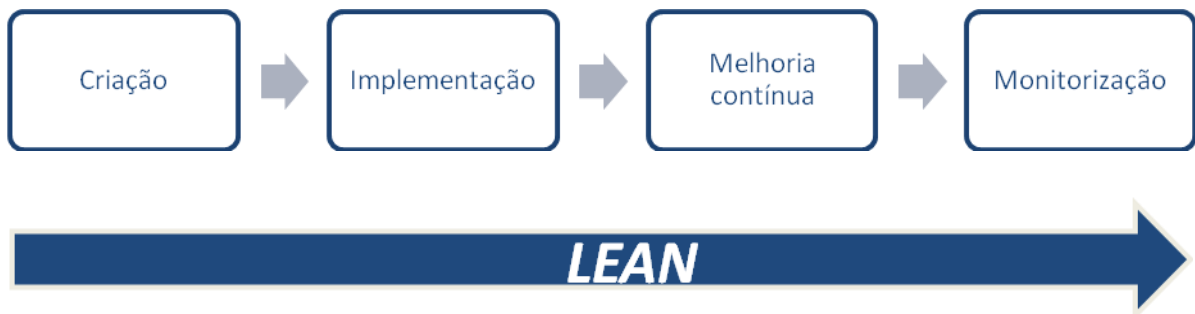 Criação
Implementação
Melhoria
contínua
Monitorização
LEAN